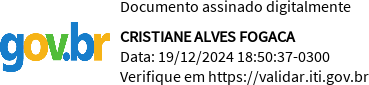 Documento assinado digitalmente
gov.br
CRISTIANE ALVES FOGACA
Data: 19/12/2024 18:50:37-0300
Verifique em https://validar.iti.gov.br